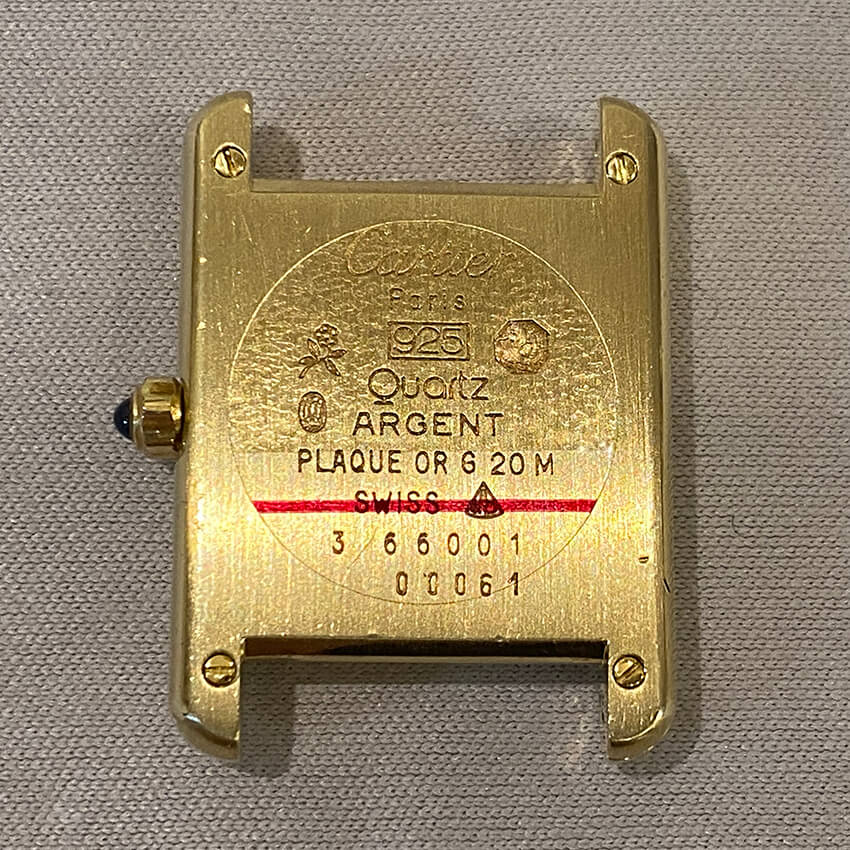 Cartier
Paris
925
Quartz
ARGENT
PLAQUE OR G 20 M
SWISS
3 66001
00061